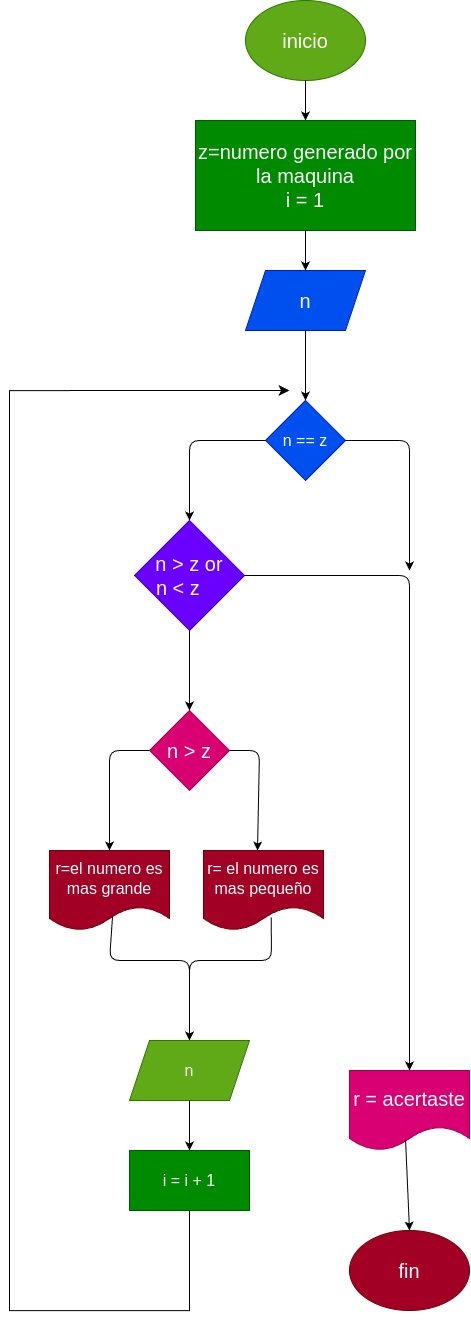 inicio
z=numero generado por
la maquina
i = 1
n
n == z
n > z or
n < z
n > z
r=el numero es
mas grande
r= el numero es
mas pequeño
n
i = i + 1
r = acertaste
fin